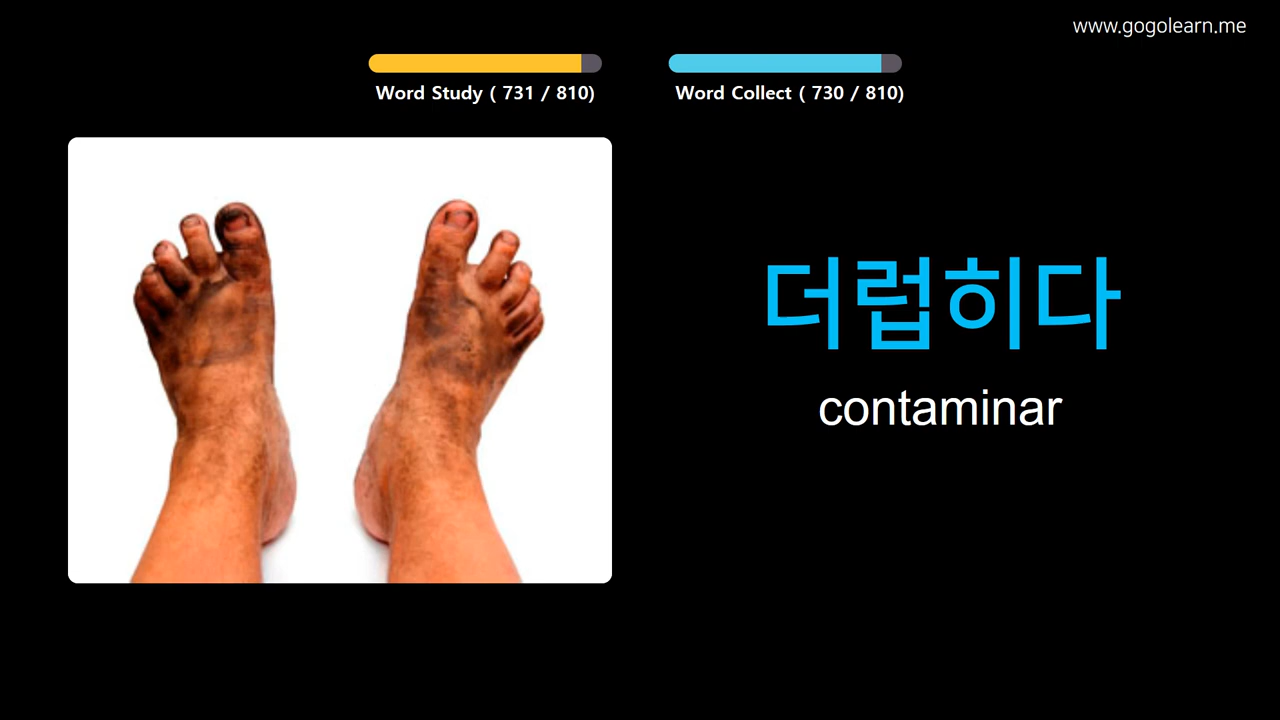 www.gogolearn.me
Word Study ( 731 / 810)
Word Collect ( 730 / 810)
더럽히다
contaminar